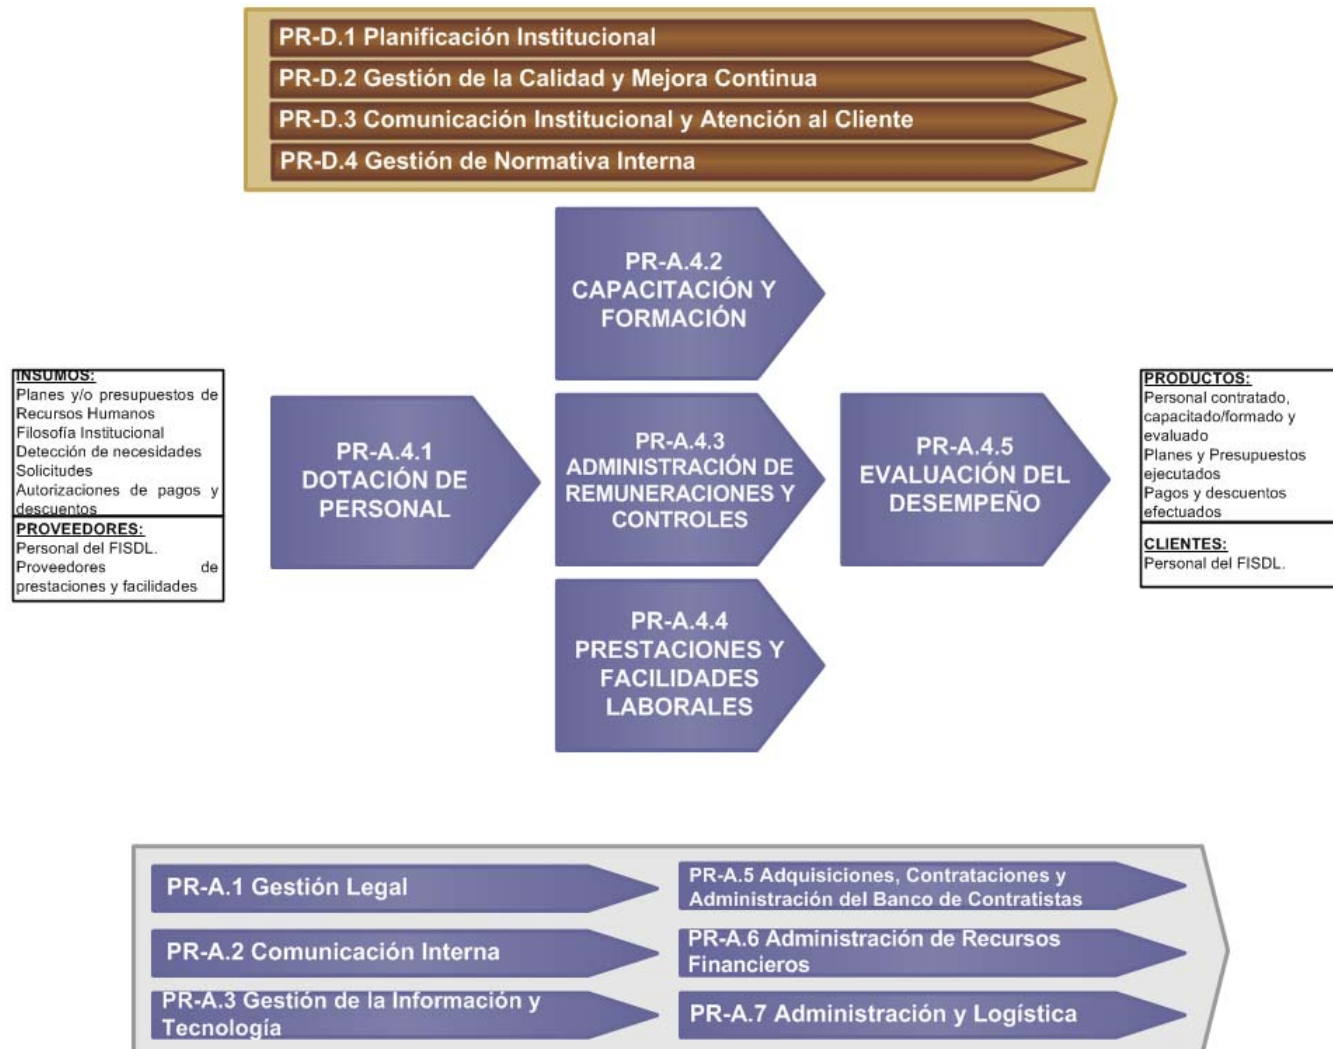 PR-D.1 Planificación Institucional
PR-D.2 Gestión de la Calidad y Mejora Continua
PR-D.3 Comunicación Institucional y Atención al Cliente
PR-D.4 Gestión de Normativa Interna
PR-A.4.2
CAPACITACIÓN Y
FORMACIÓN
INSUMOS:
Planes y/o presupuestos de
Recursos Humanos
Filosofía Institucional
Detección de necesidades
Solicitudes
Autorizaciones de pagos y
descuentos
PROVEEDORES:
Personal del FISDL.
Proveedores de
prestaciones y facilidades
PR-A.4.1
DOTACIÓN DE
PERSONAL
PR-A.4.3
ADMINISTRACIÓN DE
REMUNERACIONES Y
CONTROLES
PR-A.4.5
EVALUACIÓN DEL
DESEMPEÑO
PRODUCTOS:
Personal contratado,
capacitado/formado y
evaluado
Planes y Presupuestos
ejecutados
Pagos y descuentos
efectuados
CLIENTES:
Personal del FISDL.
PR-A.4.4
PRESTACIONES Y
FACILIDADES
LABORALES
PR-A.1 Gestión Legal
PR-A.2 Comunicación Interna
PR-A.3 Gestión de la Información y
Tecnología
PR-A.5 Adquisiciones, Contrataciones y
Administración del Banco de Contratistas
PR-A.6 Administración de Recursos
Financieros
PR-A.7 Administración y Logística